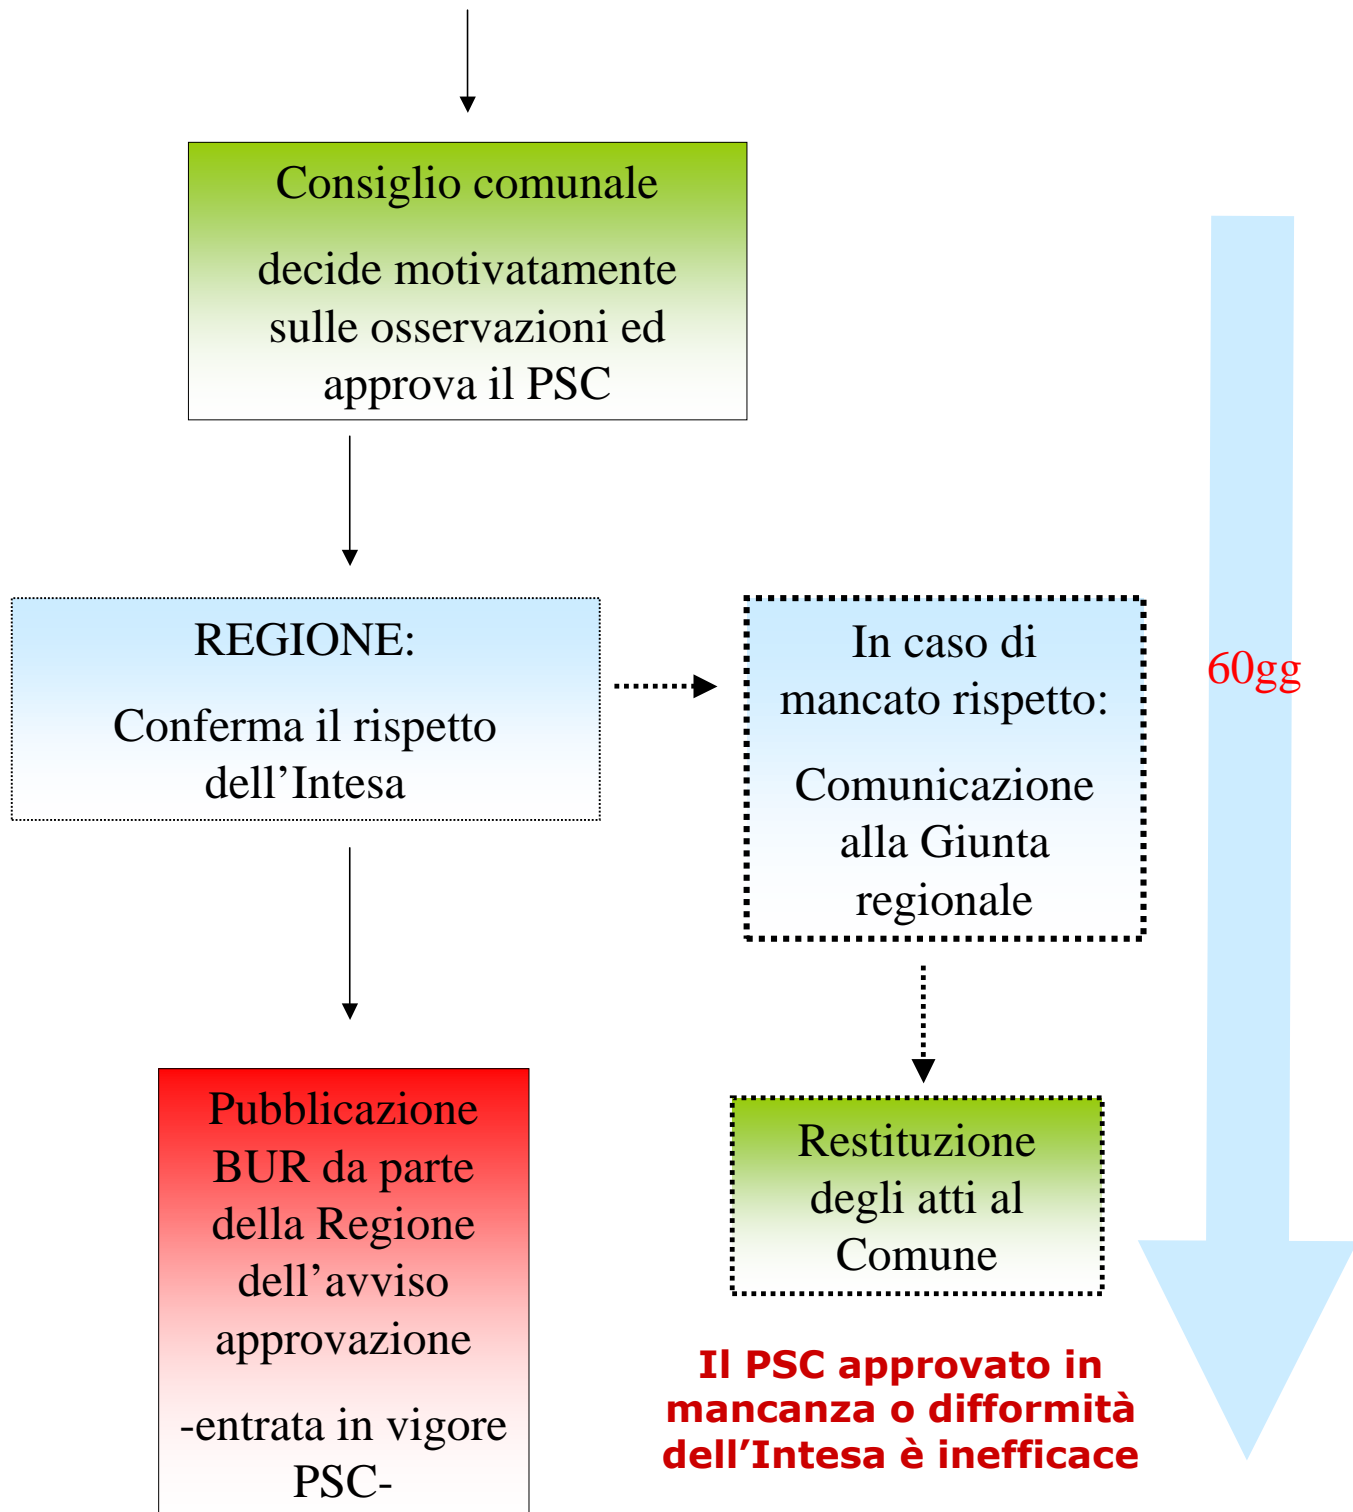 Consiglio comunale
decide motivatamente
sulle osservazioni ed
approva il PSC
REGIONE:
Conferma il rispetto
dell’Intesa
In caso di
mancato rispetto:
Comunicazione
alla Giunta
regionale
60gg
Pubblicazione
BUR da parte
della Regione
dell’avviso
approvazione
-entrata in vigore
PSC-
Restituzione
degli atti al
Comune
Il PSC approvato in
mancanza o difformità
dell’Intesa è inefficace